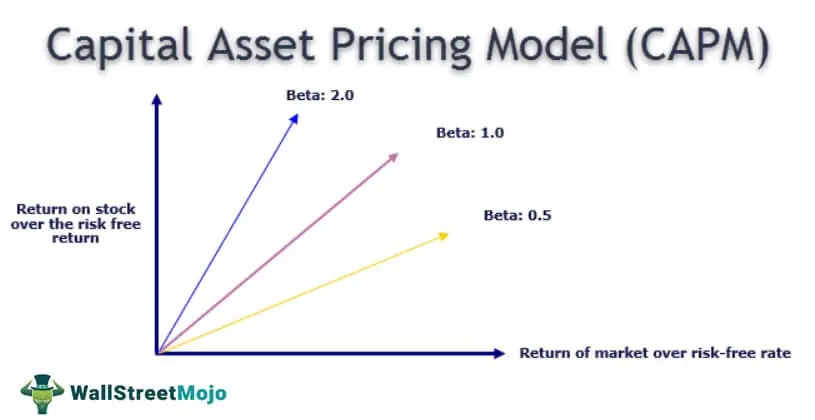 Capital Asset Pricing Model (CAPM)
Beta: 2.0
Beta: 1.0
Return on stock
over the risk free
return
Beta: 0.5
Return of market over risk-free rate
WallStreetMojo